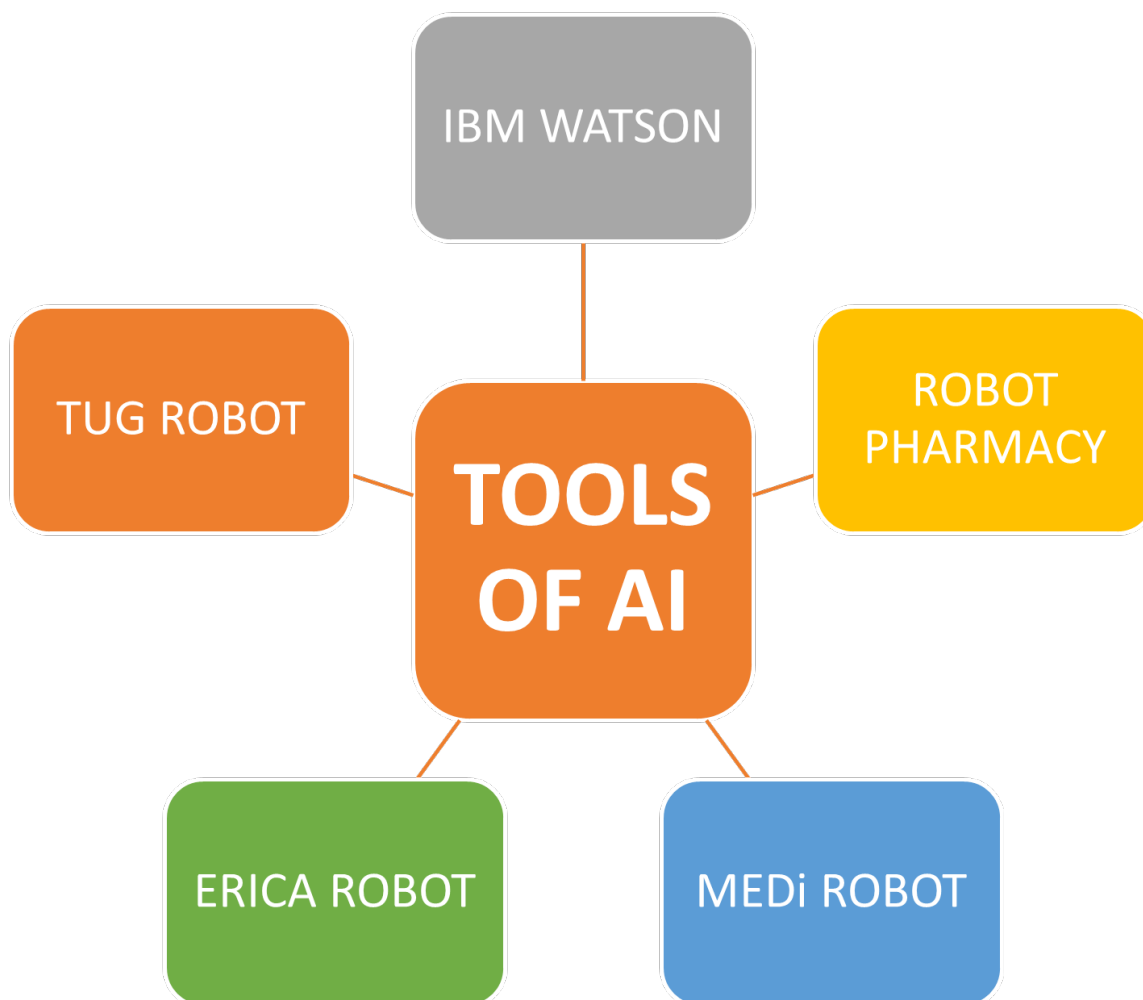 IBM WATSON
TUG ROBOT
ROBOT
PHARMACY
TOOLS
OF AI
ERICA ROBOT
MEDi ROBOT